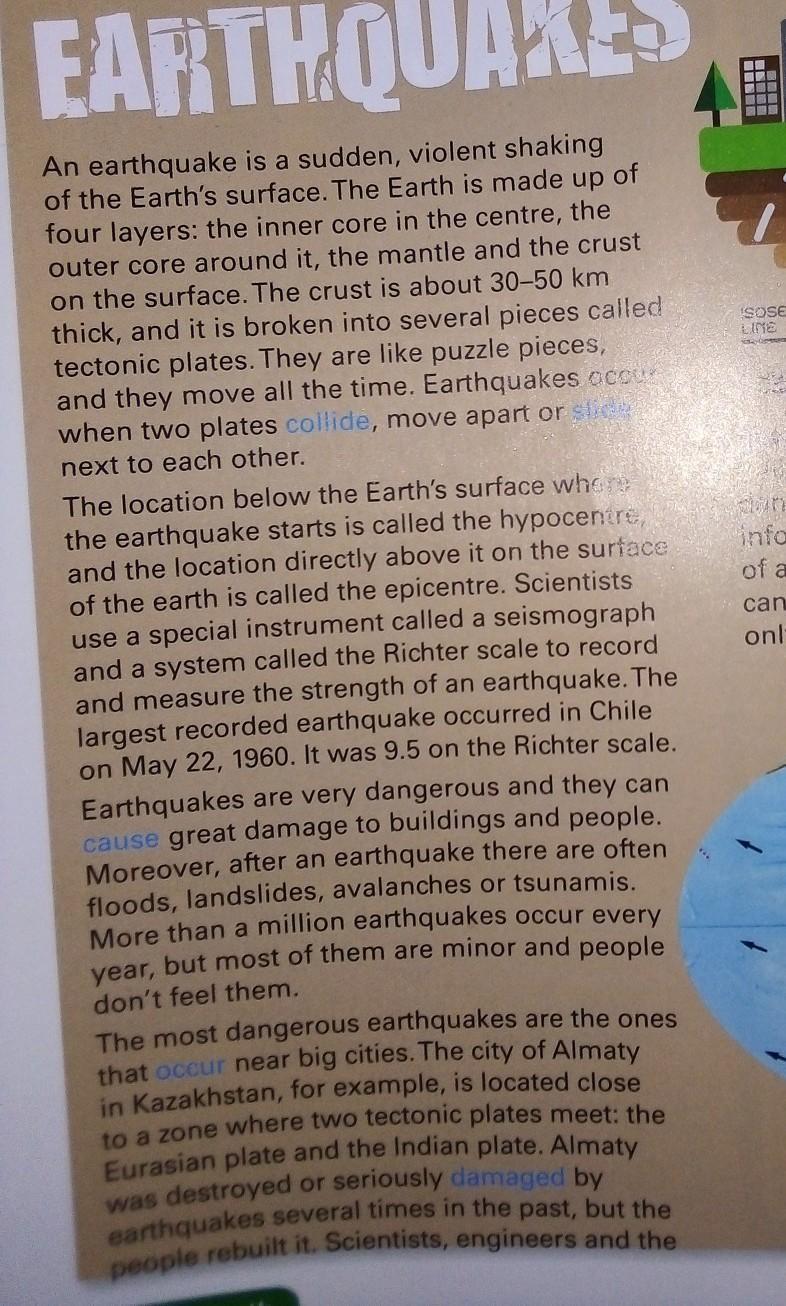 EARTHQUAKES
An earthquake is a sudden, violent shaking
of the Earth's surface. The Earth is made up of
four layers: the inner core in the centre, the
outer core around it, the mantle and the crust
on the surface. The crust is about 30–50 km
thick, and it is broken into several pieces called
tectonic plates. They are like puzzle pieces,
and they move all the time. Earthquakes occur
when two plates collide, move apart or slide
next to each other.
The location below the Earth's surface where
the earthquake starts is called the hypocentre,
and the location directly above it on the surface
of the earth is called the epicentre. Scientists
use a special instrument called a seismograph
and a system called the Richter scale to record
and measure the strength of an earthquake. The
largest recorded earthquake occurred in Chile
on May 22, 1960. It was 9.5 on the Richter scale.
Earthquakes are very dangerous and they can
cause great damage to buildings and people.
Moreover, after an earthquake there are often
floods, landslides, avalanches or tsunamis.
More than a million earthquakes occur every
year, but most of them are minor and people
don't feel them.
The most dangerous earthquakes are the ones
that occur near big cities. The city of Almaty
in Kazakhstan, for example, is located close
to a zone where two tectonic plates meet: the
Eurasian plate and the Indian plate. Almaty
was destroyed or seriously damaged by
earthquakes several times in the past, but the
people rebuilt it. Scientists, engineers and the
LINE
info
of a
can
onl